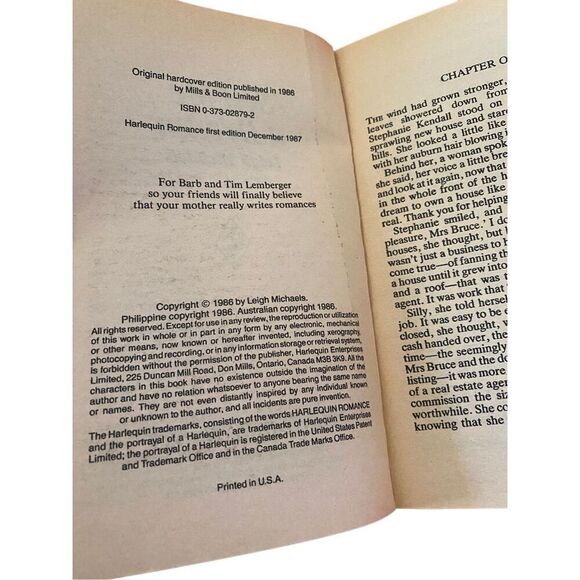 Original hardcover edition published in 1986
by Mills & Boon Limited
ISBN 0-373-02879-2
Harlequin Romance first edition December 1987
For Barb and Tim Lemberger
so your friends will finally believe
that your mother really writes romances
Copyright © 1986 by Leigh Michaels.
Philippine copyright 1986. Australian copyright 1986.
All rights reserved. Except for use in any review, the reproduction or utilization
of this work in whole or in part in any form by any electronic, mechanical
or other means, now known or hereafter invented, including xerography,
photocopying and recording, or in any information storage or retrieval system,
is forbidden without the permission of the publisher, Harlequin Enterprises
Limited, 225 Duncan Mill Road, Don Mills, Ontario, Canada M3B 3K9. All the
characters in this book have no existence outside the imagination of the
author and have no relation whatsoever to anyone bearing the same name
or names. They are not even distantly inspired by any individual known
or unknown to the author, and all incidents are pure invention.
The Harlequin trademarks, consisting of the words HARLEQUIN ROMANCE
and the portrayal of a Harlequin, are trademarks of Harlequin Enterprises
Limited; the portrayal of a Harlequin is registered in the United States Patent
and Trademark Office and in the Canada Trade Marks Office.
Printed in U.S.A.
CHAPTER O
THE wind had grown stronger,
leaves showered down from
Stephanie Kendall stood on
sprawling new house and stare
hills. She looked a little like
with her auburn hair blowing i
Behind her, a woman spok
she said, her voice a little bre
and look at it again, now that
in the whole front of the h
dream to own a house like
real. Thank you for helping
Stephanie smiled, and
pleasure, Mrs Bruce.' I do
houses, she thought, but
wasn't just a business to h
come true—of fanning the
a house until it grew into
and a roof—that was
agent. It was work that
Silly, she told hersel
job. It was easy to be c
closed, she thought, v
cash handed over, the
time—the seemingly
Mrs Bruce and the do
listing—it was more
of a real estate agen
commission the siz
worthwhile. She co
knowing that she